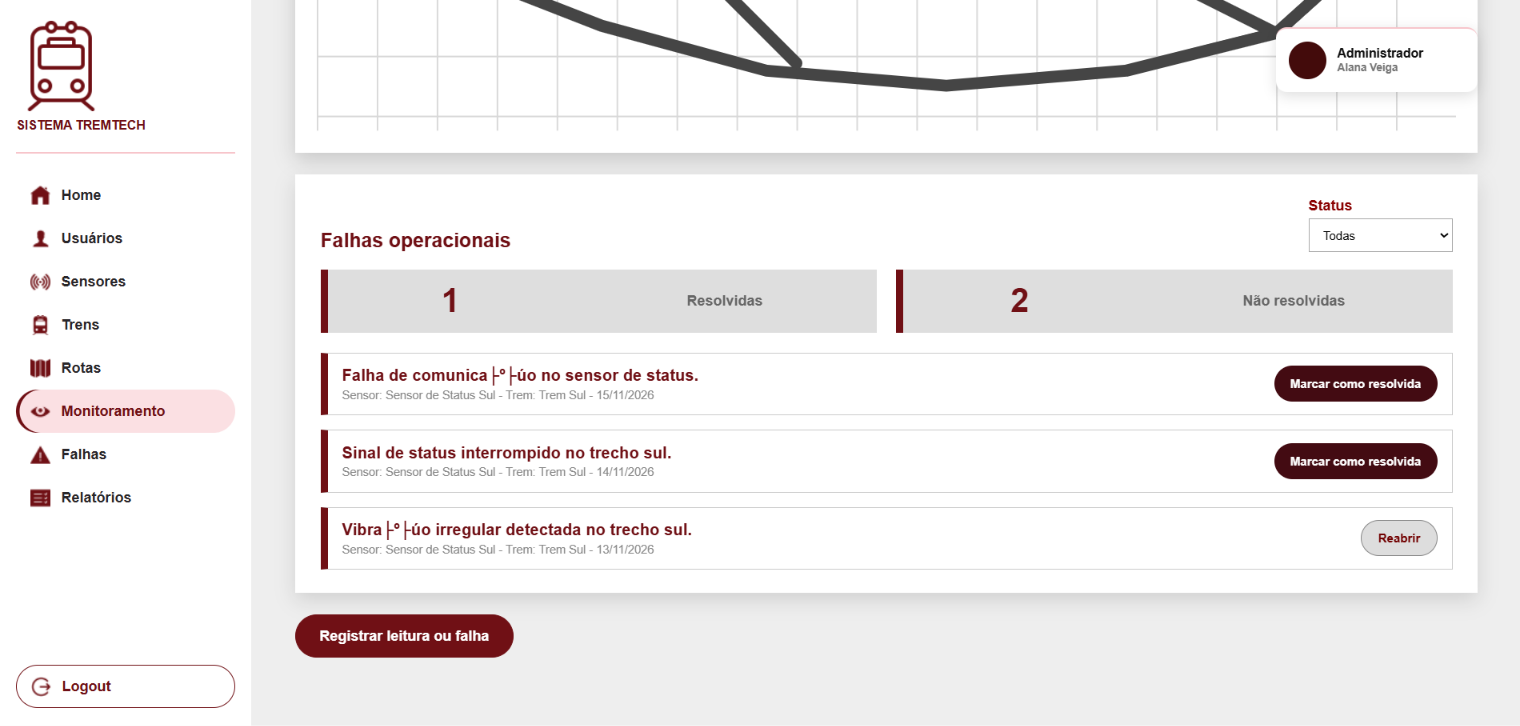 SISTEMA TREMTECH
Home
Usuários
Sensores
Trens
Rotas
Monitoramento
Falhas
Relatórios
Logout
Administrador
Alana Veiga
Status
Todas
Falhas operacionais
1 Resolvidas
2 Não resolvidas
Falha de comunica├º├úo no sensor de status.
Sensor: Sensor de Status Sul - Trem: Trem Sul - 15/11/2026
Marcar como resolvida
Sinal de status interrompido no trecho sul.
Sensor: Sensor de Status Sul - Trem: Trem Sul - 14/11/2026
Marcar como resolvida
Vibra├º├úo irregular detectada no trecho sul.
Sensor: Sensor de Status Sul - Trem: Trem Sul - 13/11/2026
Reabrir
Registrar leitura ou falha